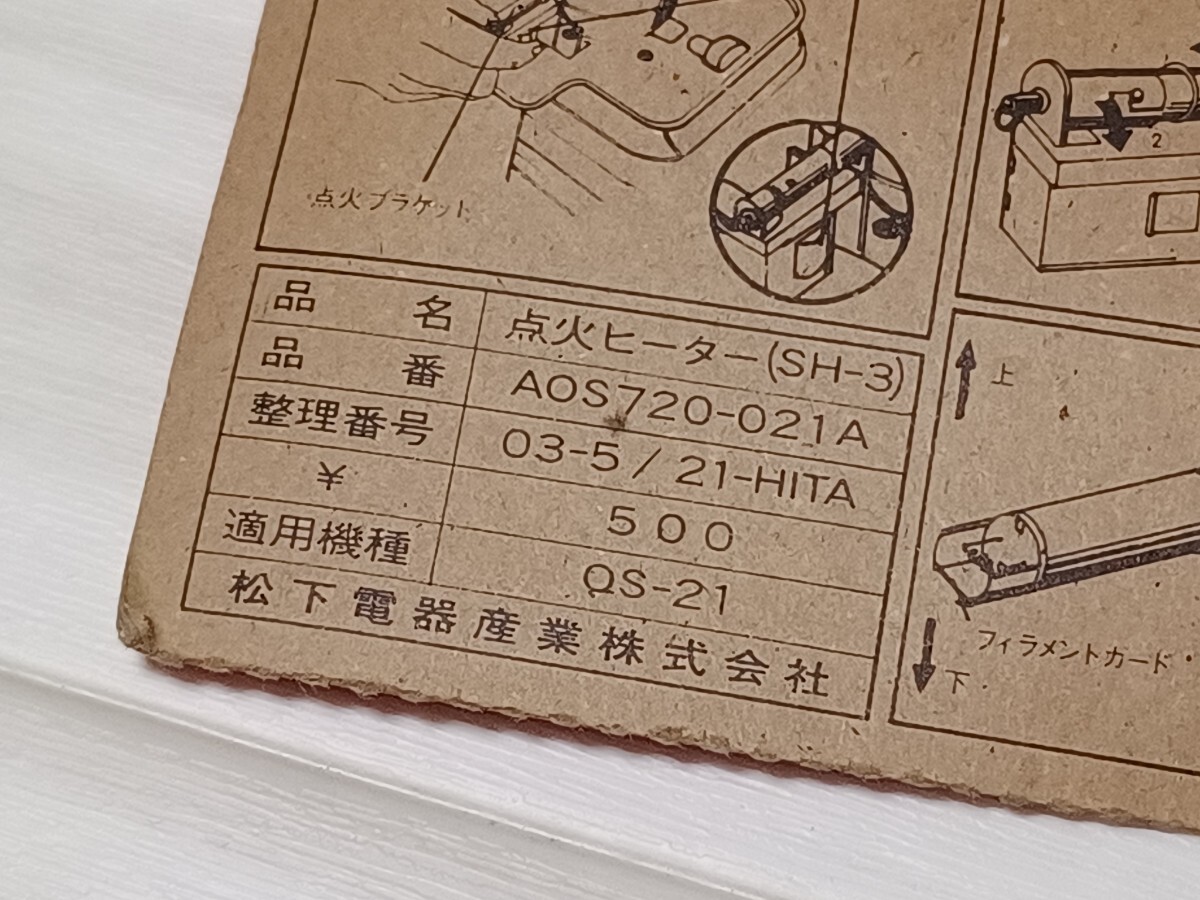 点火ブラケット
2
品名 点火ヒーター(SH-3)
品番 AOS720-021A
整理番号 03-5/21-HITA
¥ 500
適用機種 QS-21
松下電器産業株式会社
上
フィラメントガード
下